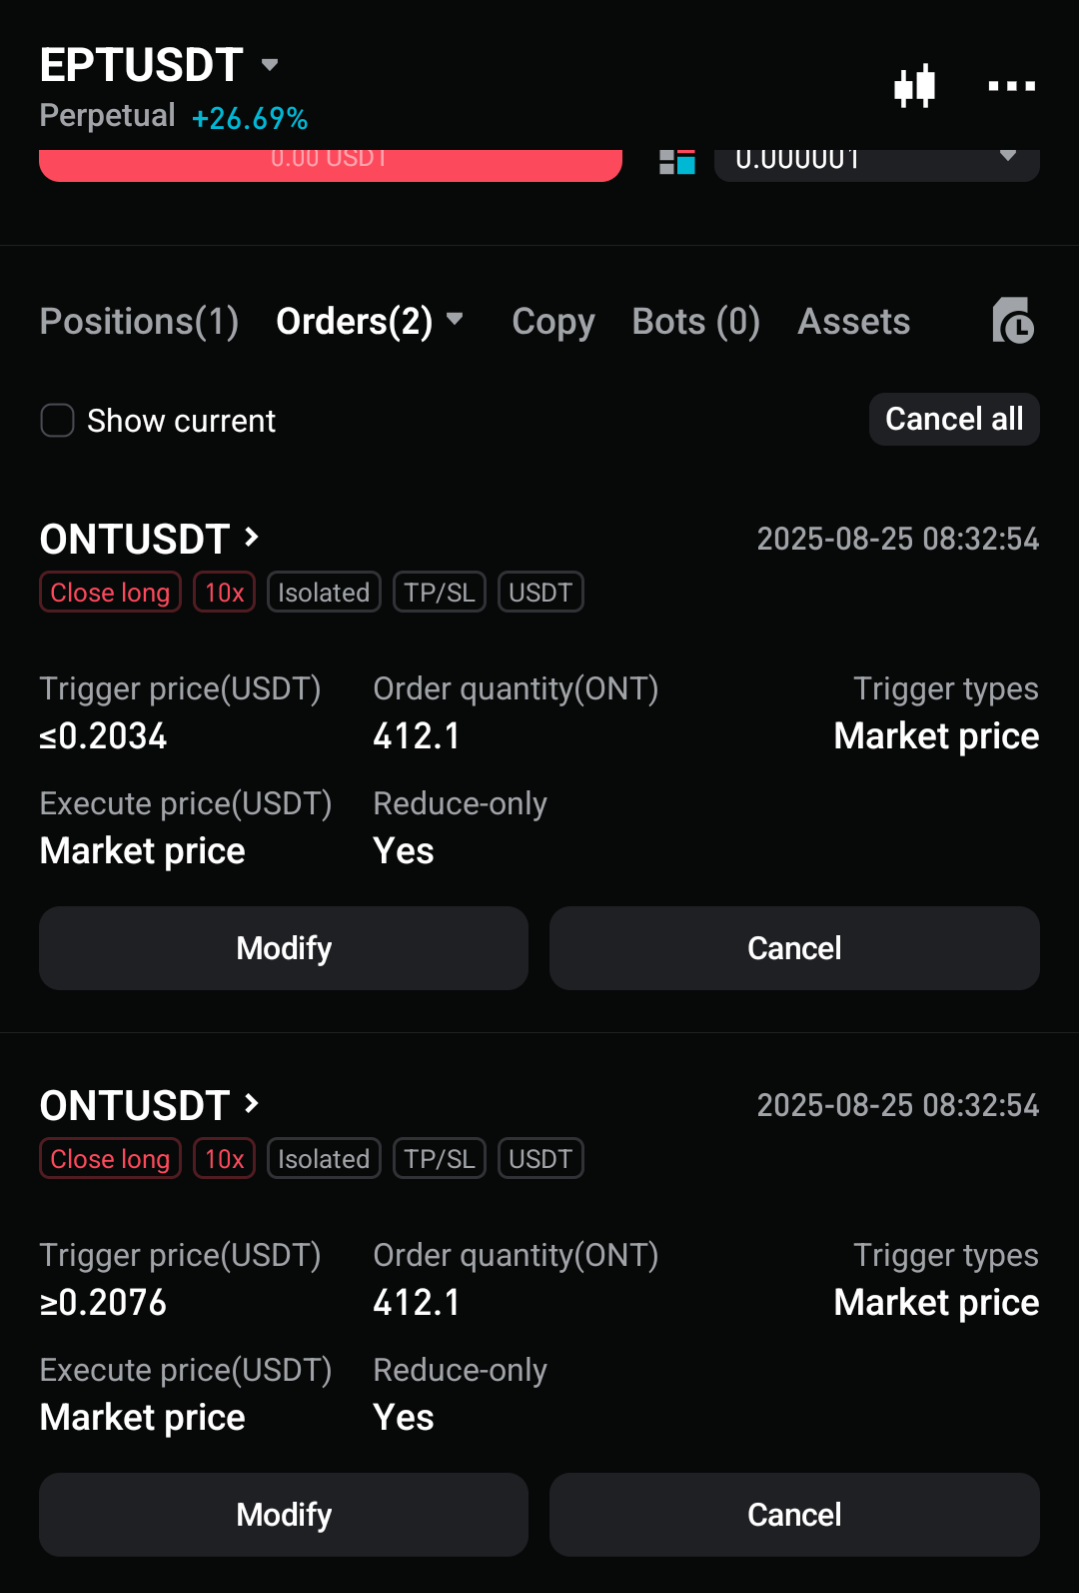 EPTUSDT
Perpetual +26.69%
0.00 USDT 0.000001
Positions(1) Orders(2) Copy Bots (0) Assets
Show current Cancel all
ONTUSDT > 2025-08-25 08:32:54
Close long 10x Isolated TP/SL USDT
Trigger price(USDT) Order quantity(ONT) Trigger types
≤0.2034 412.1 Market price
Execute price(USDT) Reduce-only
Market price Yes
Modify Cancel
ONTUSDT > 2025-08-25 08:32:54
Close long 10x Isolated TP/SL USDT
Trigger price(USDT) Order quantity(ONT) Trigger types
≥0.2076 412.1 Market price
Execute price(USDT) Reduce-only
Market price Yes
Modify Cancel